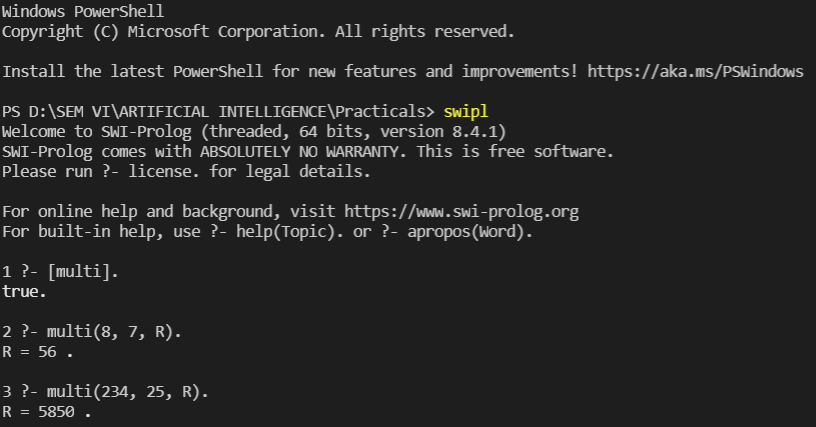 Windows PowerShell
Copyright (C) Microsoft Corporation. All rights reserved.
Install the latest PowerShell for new features and improvements! https://aka.ms/PSWindows
PS D:\SEM VI\ARTIFICIAL INTELLIGENCE\Practicals> swipl
Welcome to SWI-Prolog (threaded, 64 bits, version 8.4.1)
SWI-Prolog comes with ABSOLUTELY NO WARRANTY. This is free software.
Please run ?- license. for legal details.
For online help and background, visit https://www.swi-prolog.org
For built-in help, use ?- help(Topic). or ?- apropos(Word).
1 ?- [multi].
true.
2 ?- multi(8, 7, R).
R = 56 .
3 ?- multi(234, 25, R).
R = 5850 .